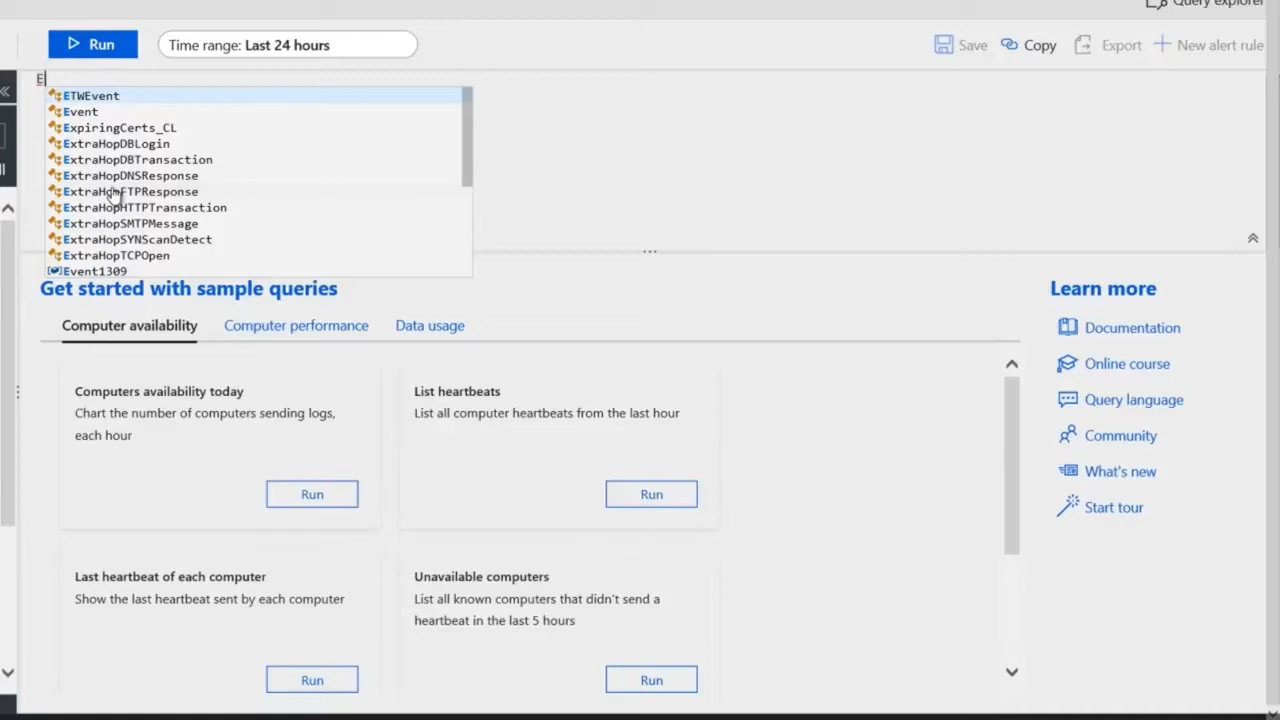 Query explorer
Run
Time range: Last 24 hours
Save
Copy
Export
New alert rule
E
ETWEvent
Event
ExpiringCerts_CL
ExtraHopDBLogin
ExtraHopDBTransaction
ExtraHopDNSResponse
ExtraHopFTPResponse
ExtraHopHTTPTransaction
ExtraHopSMTPMessage
ExtraHopSYNScanDetect
ExtraHopTCPOpen
Event1309
Get started with sample queries
Computer availability
Computer performance
Data usage
Computers availability today
Chart the number of computers sending logs,
each hour
Run
List heartbeats
List all computer heartbeats from the last hour
Run
Last heartbeat of each computer
Show the last heartbeat sent by each computer
Run
Unavailable computers
List all known computers that didn't send a
heartbeat in the last 5 hours
Run
Learn more
Documentation
Online course
Query language
Community
What's new
Start tour